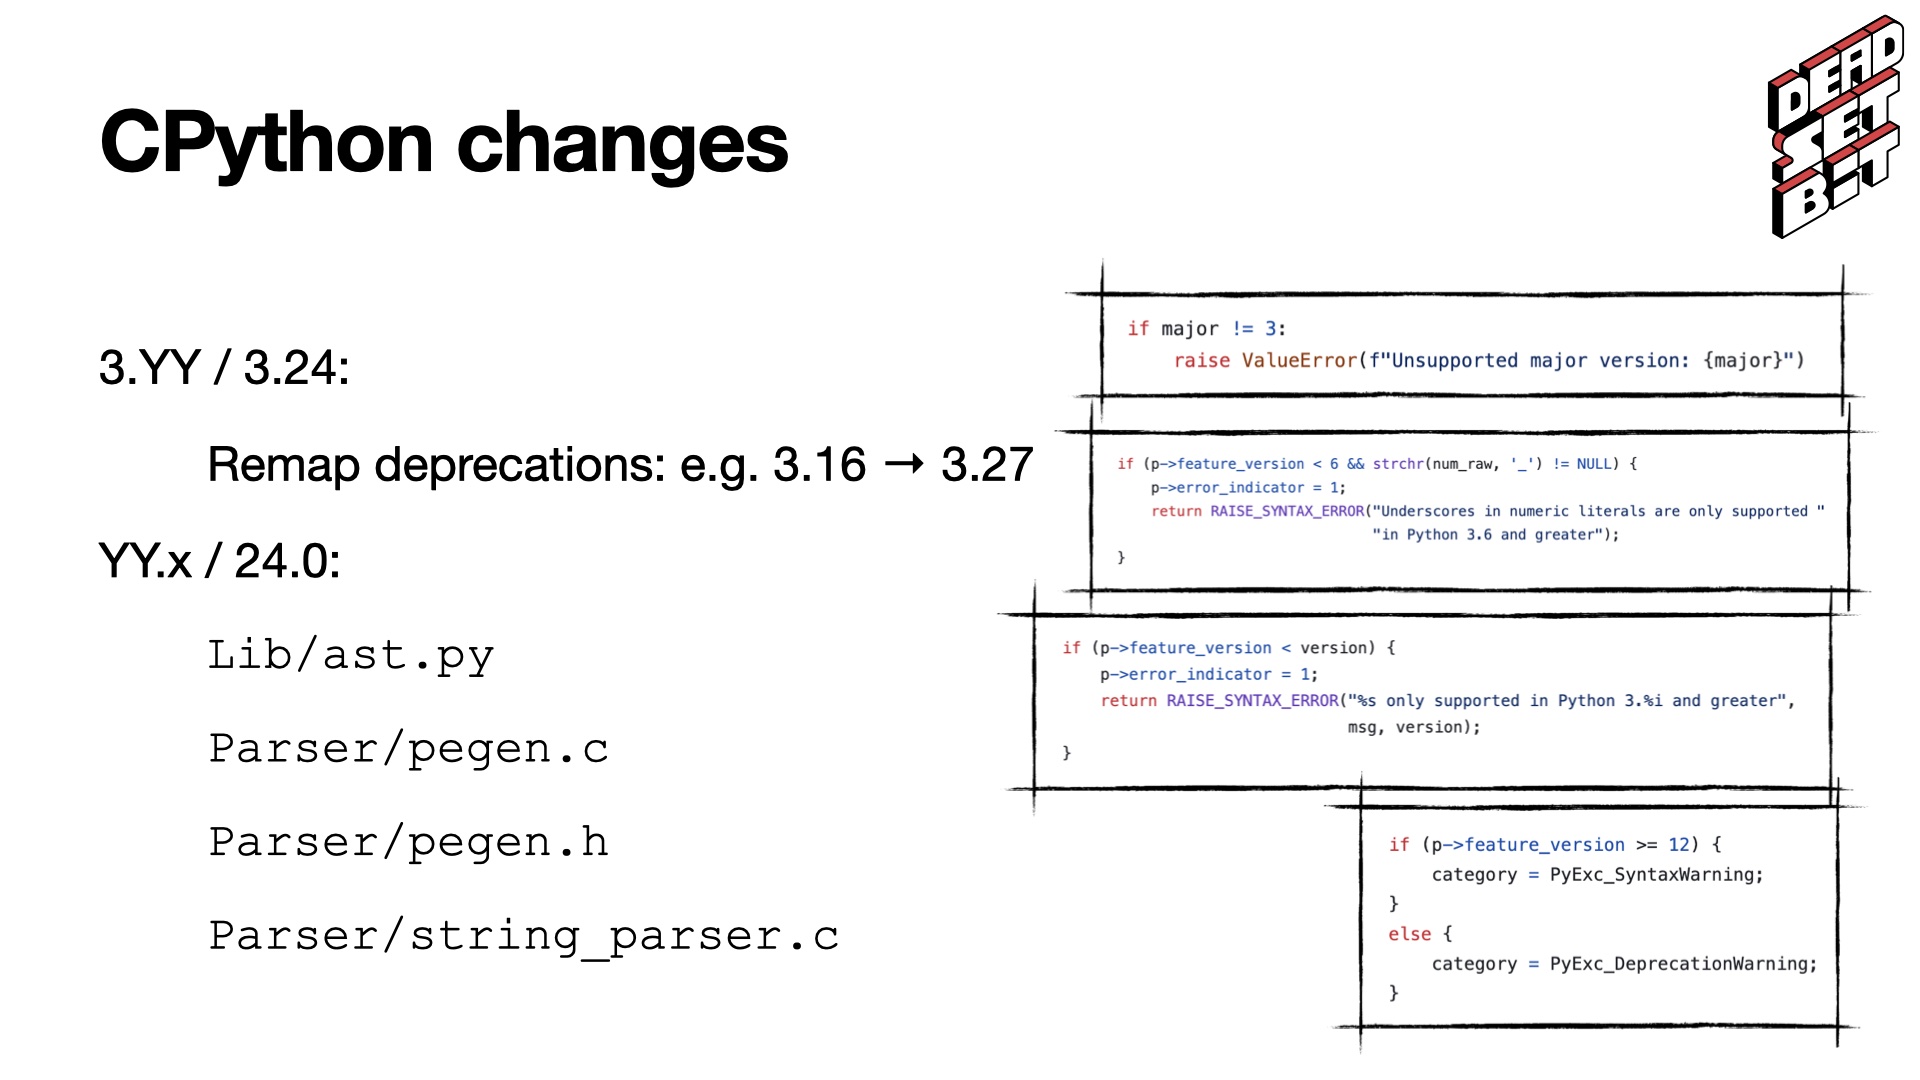 CPython changes
DEAD
SET
BIT
3.YY / 3.24:
Remap deprecations: e.g. 3.16 → 3.27
YY.x / 24.0:
Lib/ast.py
Parser/pegen.c
Parser/pegen.h
Parser/string_parser.c
if major != 3:
    raise ValueError(f"Unsupported major version: {major}")
if (p->feature_version < 6 && strchr(num_raw, '_') != NULL) {
    p->error_indicator = 1;
    return RAISE_SYNTAX_ERROR("Underscores in numeric literals are only supported "
                              "in Python 3.6 and greater");
}
if (p->feature_version < version) {
    p->error_indicator = 1;
    return RAISE_SYNTAX_ERROR("%s only supported in Python 3.%i and greater",
                              msg, version);
}
if (p->feature_version >= 12) {
    category = PyExc_SyntaxWarning;
}
else {
    category = PyExc_DeprecationWarning;
}